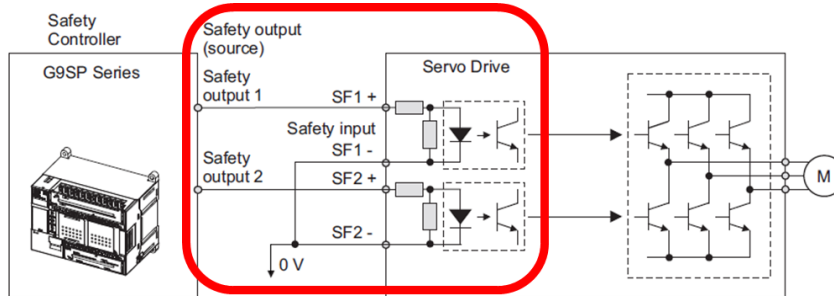 Safety
Controller
G9SP Series
Safety output
(source)
Safety
output 1
SF1 +
Safety input
SF1 -
Safety
output 2
SF2 +
SF2 -
0 V
Servo Drive
M